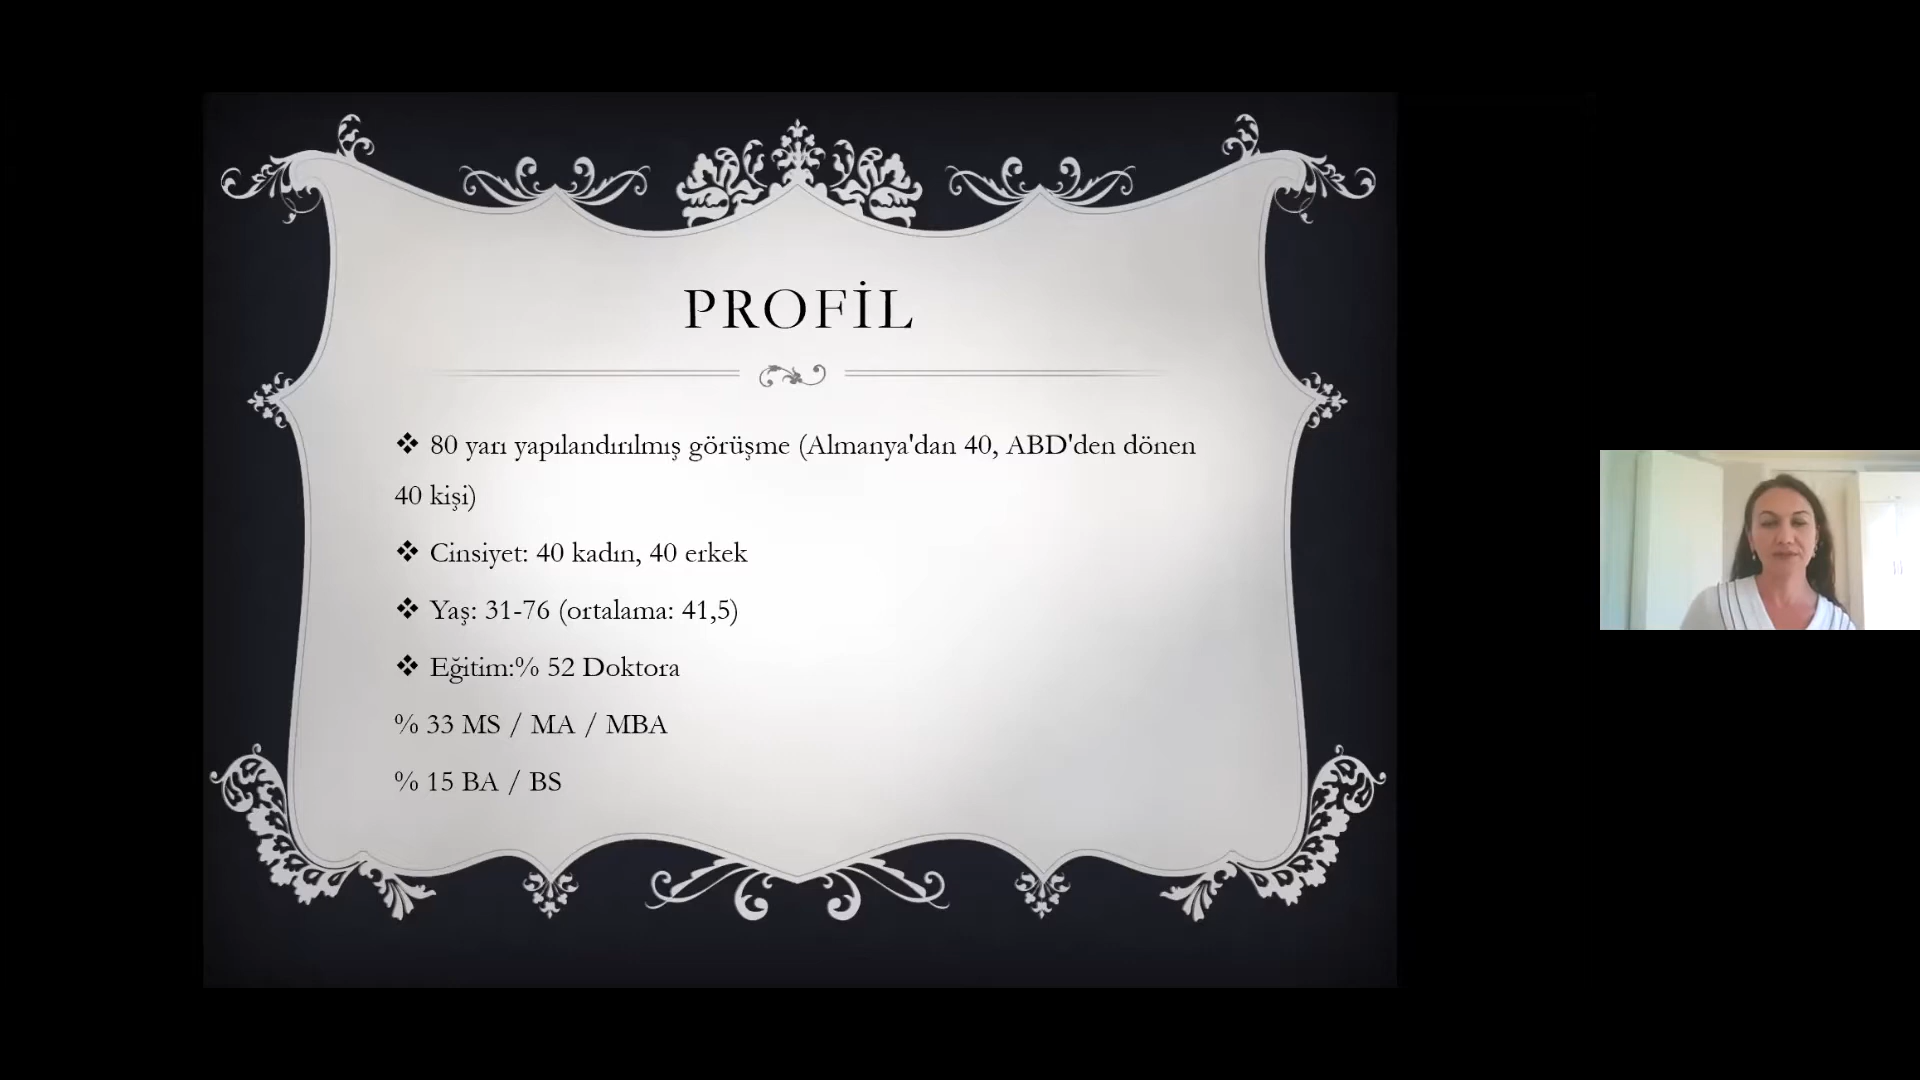 PROFİL
❖ 80 yarı yapılandırılmış görüşme (Almanya'dan 40, ABD'den dönen
40 kişi)
❖ Cinsiyet: 40 kadın, 40 erkek
❖ Yaş: 31-76 (ortalama: 41,5)
❖ Eğitim:% 52 Doktora
% 33 MS / MA / MBA
% 15 BA / BS